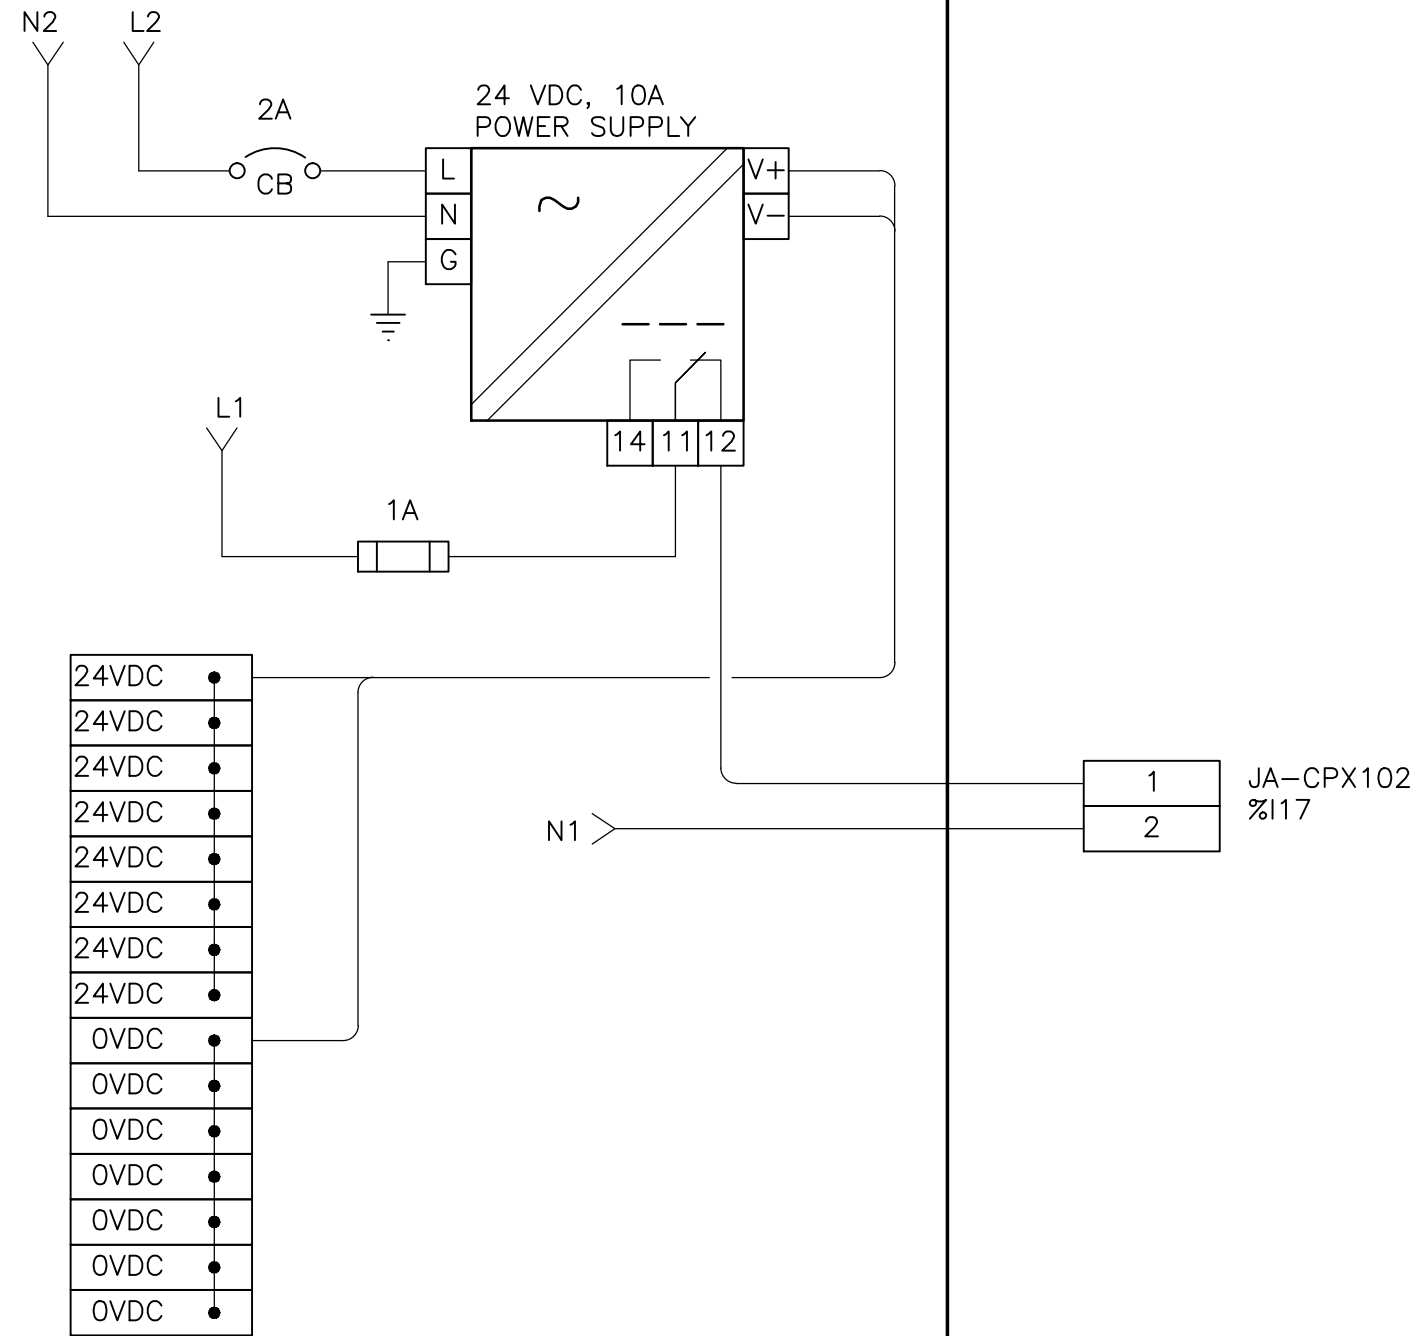 N2
L2
2A
CB
24 VDC, 10A
POWER SUPPLY
L
N
G
~
V+
V-
14
11
12
L1
1A
24VDC
24VDC
24VDC
24VDC
24VDC
24VDC
24VDC
24VDC
0VDC
0VDC
0VDC
0VDC
0VDC
0VDC
0VDC
N1
1
2
JA-CPX102
%I17